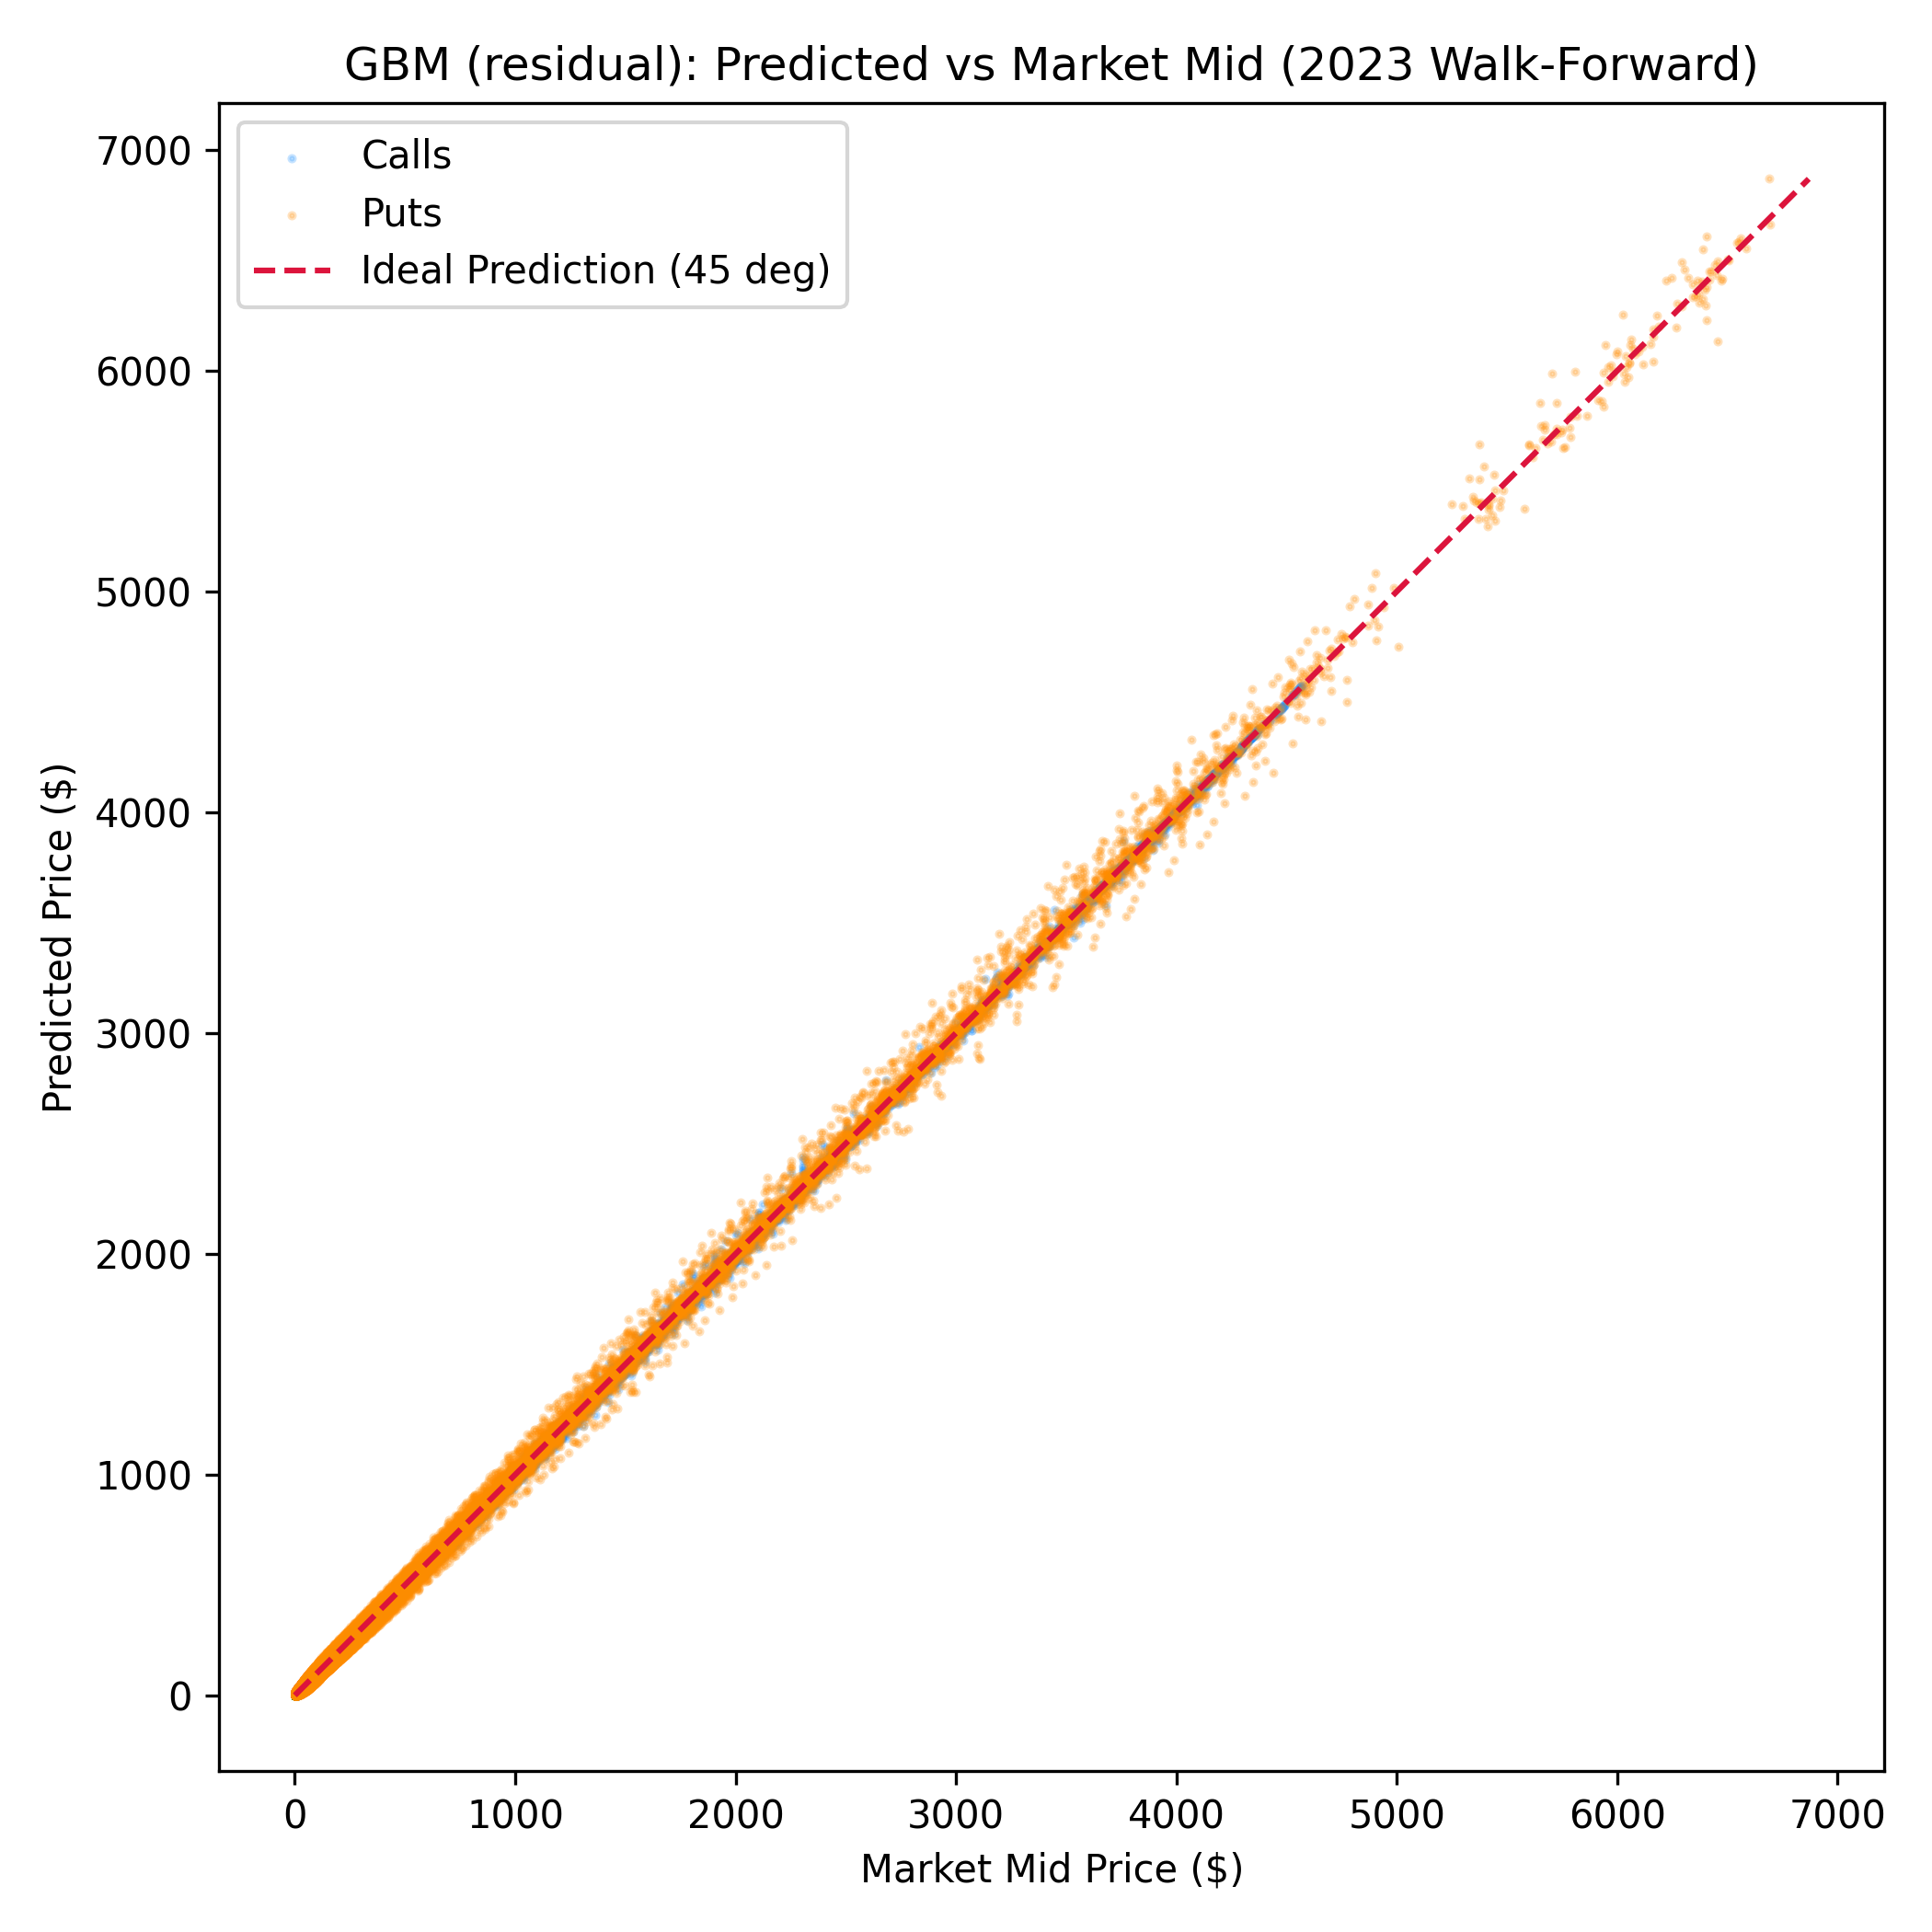 GBM (residual): Predicted vs Market Mid (2023 Walk-Forward)
Calls
Puts
Ideal Prediction (45 deg)
7000
6000
5000
4000
3000
2000
1000
0
Predicted Price ($)
0 1000 2000 3000 4000 5000 6000 7000
Market Mid Price ($)